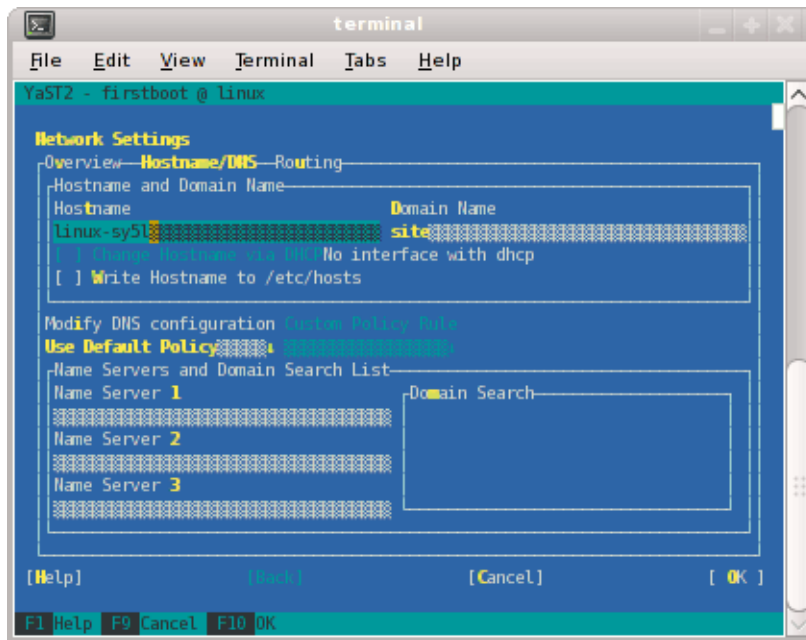 terminal
File Edit View Terminal Tabs Help
YaST2 - firstboot @ linux
Network Settings
Overview Hostname/DNS Routing
Hostname and Domain Name
Hostname Domain Name
linux-sy5l site
[ ] Change Hostname via DHCP No interface with dhcp
[ ] Write Hostname to /etc/hosts
Modify DNS configuration Custom Policy Rule
Use Default Policy
Name Servers and Domain Search List
Name Server 1 Domain Search
Name Server 2
Name Server 3
[Help] [Back] [Cancel] [ OK ]
F1 Help F9 Cancel F10 OK